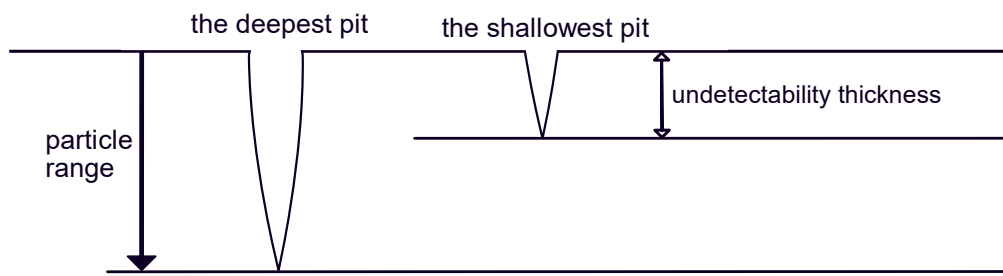 the deepest pit
the shallowest pit
undetectability thickness
particle
range